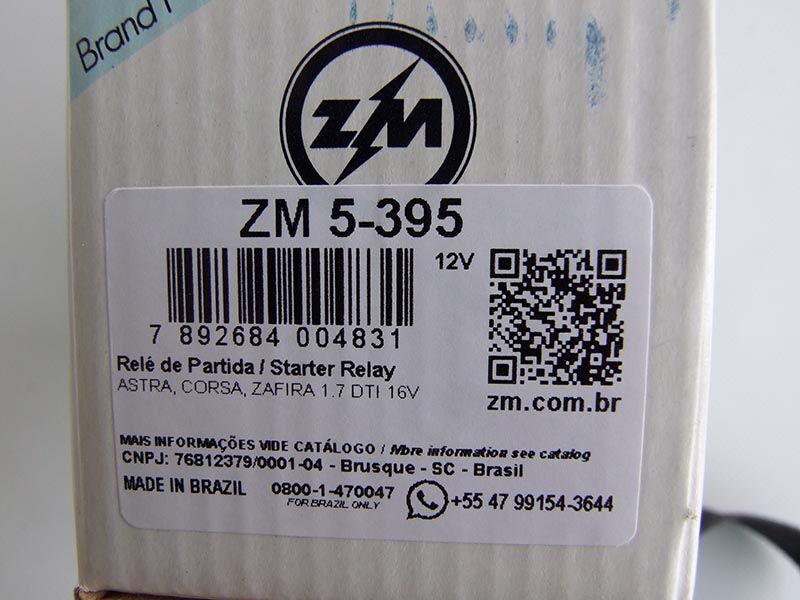 Brand
ZM
ZM 5-395
12V
7 892684 004831
Relé de Partida / Starter Relay
ASTRA, CORSA, ZAFIRA 1.7 DTI 16V
zm.com.br
MAIS INFORMAÇÕES VIDE CATÁLOGO / More information see catalog
CNPJ: 76812379/0001-04 - Brusque - SC - Brasil
MADE IN BRAZIL 0800-1-470047 +55 47 99154-3644
FOR BRAZIL ONLY